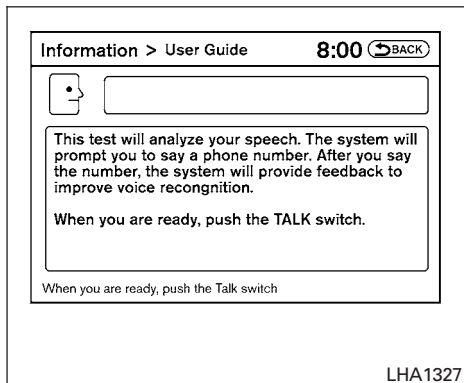 Information > User Guide 8:00 BACK
This test will analyze your speech. The system will
prompt you to say a phone number. After you say
the number, the system will provide feedback to
improve voice recongnition.
When you are ready, push the TALK switch.
When you are ready, push the Talk switch
LHA1327